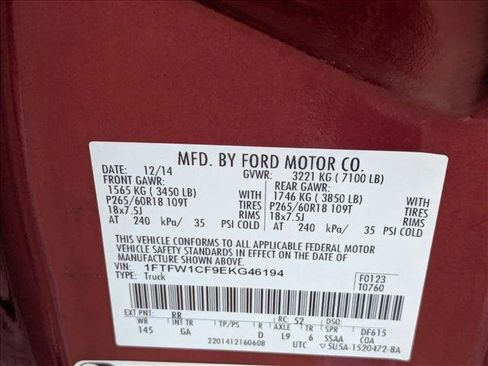 MFD. BY FORD MOTOR CO.
DATE: 12/14 GVWR: 3221 KG ( 7100 LB)
FRONT GAWR: REAR GAWR:
1565 KG ( 3450 LB) WITH 1746 KG ( 3850 LB) WITH
P265/60R18 109T TIRES P265/60R18 109T TIRES
18x7.5J RIMS 18x7.5J RIMS
AT 240 kPa/ 35 PSI COLD AT 240 kPa/ 35 PSI COLD
THIS VEHICLE CONFORMS TO ALL APPLICABLE FEDERAL MOTOR
VEHICLE SAFETY STANDARDS IN EFFECT ON THE DATE OF
MANUFACTURE SHOWN ABOVE.
VIN: 1FTFW1CF9EKG46194 F0123
TYPE: Truck T0760
EXT PNT: RR RC: 52 DSO:
WB INT TR TP/PS R AXLE TR SPR DF615
145 GA D L9 6 SSAA COA
2201412160608 UTC 5U5A-1520472-BA